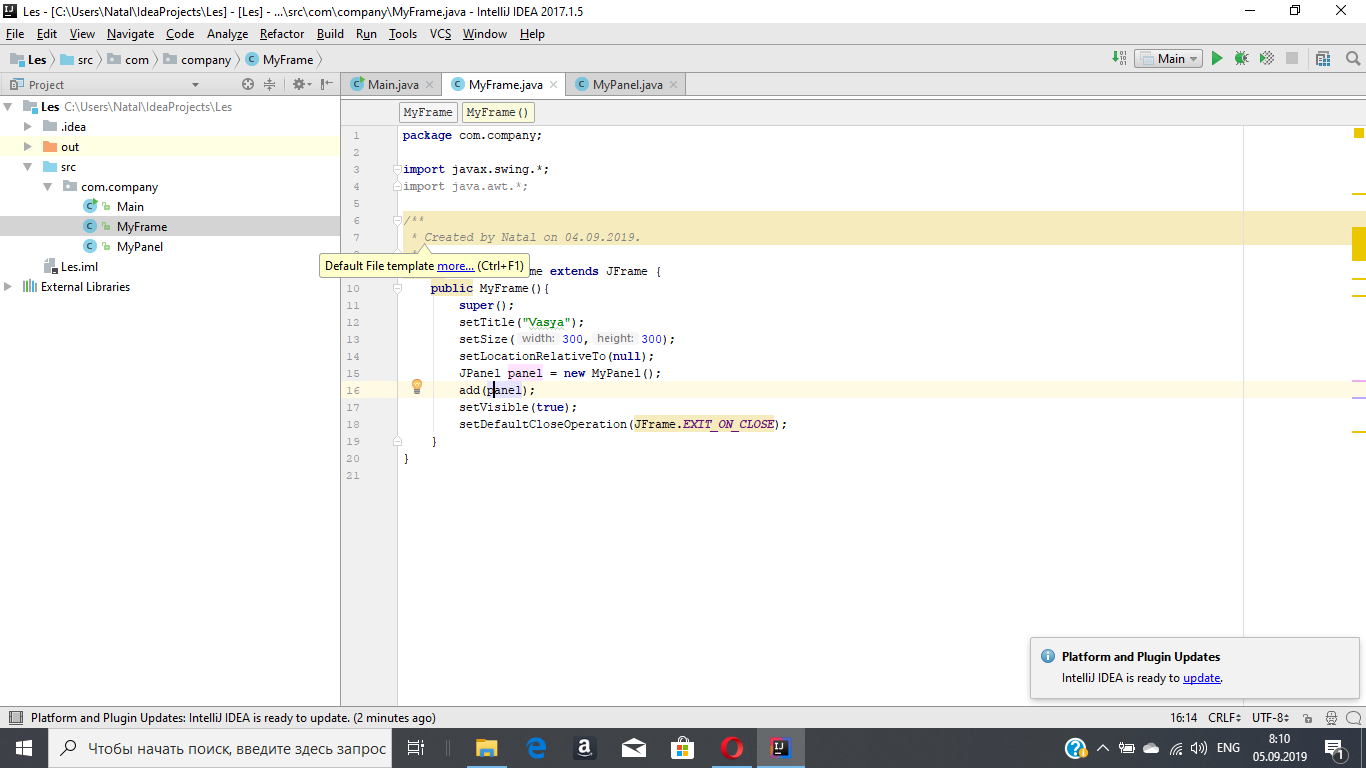 Les - [C:\Users\Natal\IdeaProjects\Les] - [Les] - ...\src\com\company\MyFrame.java - IntelliJ IDEA 2017.1.5
File Edit View Navigate Code Analyze Refactor Build Run Tools VCS Window Help
Les src com company MyFrame Main
Project
Main.java MyFrame.java MyPanel.java
Les C:\Users\Natal\IdeaProjects\Les
.idea
out
src
com.company
Main
MyFrame
MyPanel
Les.iml
External Libraries
MyFrame MyFrame()
1 package com.company;
2
3 import javax.swing.*;
4 import java.awt.*;
5
6 /**
7 * Created by Natal on 04.09.2019.
Default File template more... (Ctrl+F1)
me extends JFrame {
10 public MyFrame(){
11 super();
12 setTitle("Vasya");
13 setSize( width: 300, height: 300);
14 setLocationRelativeTo(null);
15 JPanel panel = new MyPanel();
16 add(panel);
17 setVisible(true);
18 setDefaultCloseOperation(JFrame.EXIT_ON_CLOSE);
19 }
20 }
21
Platform and Plugin Updates
IntelliJ IDEA is ready to update.
Platform and Plugin Updates: IntelliJ IDEA is ready to update. (2 minutes ago)
16:14 CRLF UTF-8
Чтобы начать поиск, введите здесь запрос
ENG
8:10
05.09.2019
1